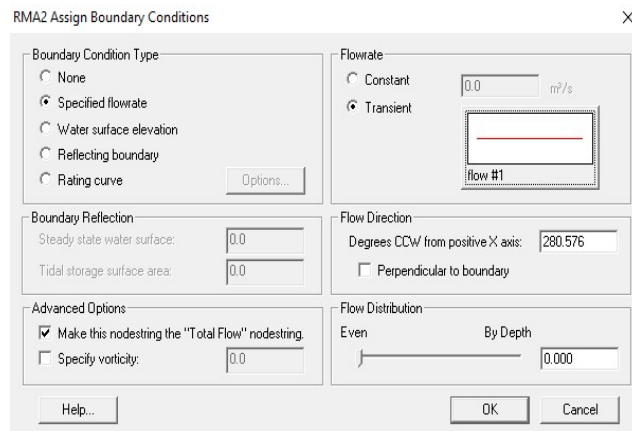 RMA2 Assign Boundary Conditions
Boundary Condition Type
None
Specified flowrate
Water surface elevation
Reflecting boundary
Rating curve
Options...
Flowrate
Constant
0.0
m³/s
Transient
flow #1
Boundary Reflection
Steady state water surface:
0.0
Tidal storage surface area:
0.0
Flow Direction
Degrees CCW from positive X axis:
280.576
Perpendicular to boundary
Advanced Options
Make this nodestring the "Total Flow" nodestring.
Specify vorticity:
0.0
Flow Distribution
Even
By Depth
0.000
Help...
OK
Cancel